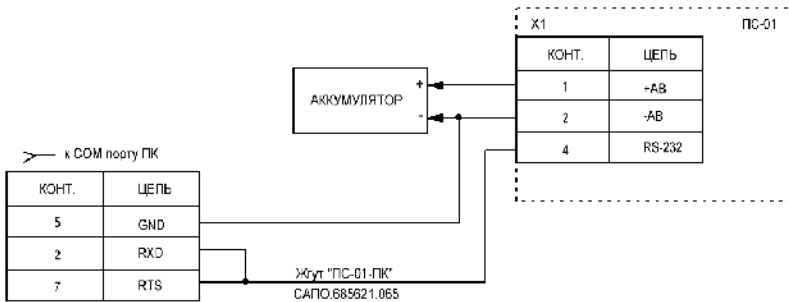 X1 ПС-01
КОНТ. ЦЕПЬ
1 +АВ
2 -АВ
4 RS-232
АККУМУЛЯТОР
+
-
к COM порту ПК
КОНТ. ЦЕПЬ
5 GND
2 RXD
7 RTS
Жгут "ПС-01-ПК"
САПО.685621.065